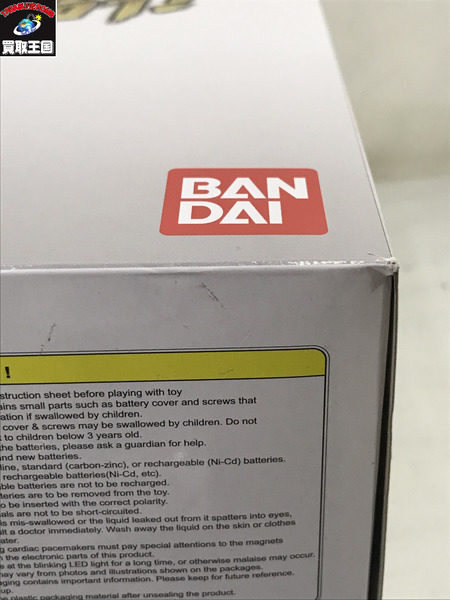 買取王国
BAN
DAI
!
struction sheet before playing with toy
ains small parts such as battery cover and screws that
ation if swallowed by children.
cover & screws may be swallowed by children. Do not
t to children below 3 years old.
the batteries, please ask a guardian for help.
and new batteries.
line, standard (carbon-zinc), or rechargeable (Ni-Cd) batteries.
rechargeable batteries(Ni-Cd, etc).
able batteries are not to be recharged.
teries are to be removed from the toy.
o be inserted with the correct polarity.
nals are not to be short-circuited.
is mis-swallowed or the liquid leaked out from it spatters into eyes,
ult a doctor immediately. Wash away the liquid on the skin or clothes
ater.
g cardiac pacemakers must pay special attentions to the magnets
n the electronic parts of this product.
e at the blinking LED light for a long time, or otherwise malaise may occur.
may vary from photos and illustrations shown on the packages.
aging contains important information. Please keep for future reference.
up.
e plastic packaging material after unsealing the product.